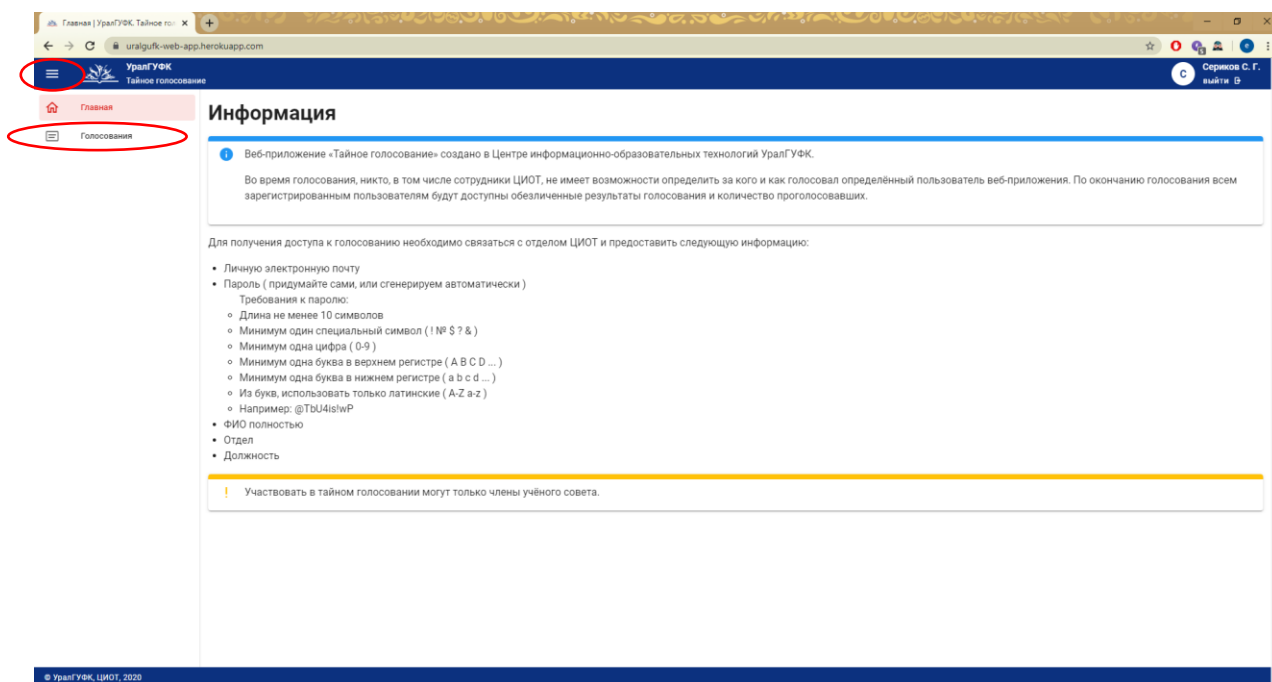 Главная | УралГУФК. Тайное гол
uralgufk-web-app.herokuapp.com
УралГУФК
Тайное голосование
С
Сериков С. Г.
выйти
Главная
Голосования
Информация
Веб-приложение «Тайное голосование» создано в Центре информационно-образовательных технологий УралГУФК.
Во время голосования, никто, в том числе сотрудники ЦИОТ, не имеет возможности определить за кого и как голосовал определённый пользователь веб-приложения. По окончанию голосования всем
зарегистрированным пользователям будут доступны обезличенные результаты голосования и количество проголосовавших.
Для получения доступа к голосованию необходимо связаться с отделом ЦИОТ и предоставить следующую информацию:
• Личную электронную почту
• Пароль ( придумайте сами, или сгенерируем автоматически )
Требования к паролю:
◦ Длина не менее 10 символов
◦ Минимум один специальный символ ( ! № $ ? & )
◦ Минимум одна цифра ( 0-9 )
◦ Минимум одна буква в верхнем регистре ( A B C D ... )
◦ Минимум одна буква в нижнем регистре ( a b c d ... )
◦ Из букв, использовать только латинские ( A-Z a-z )
◦ Например: @TbU4is!wP
• ФИО полностью
• Отдел
• Должность
Участвовать в тайном голосовании могут только члены учёного совета.
© УралГУФК, ЦИОТ, 2020